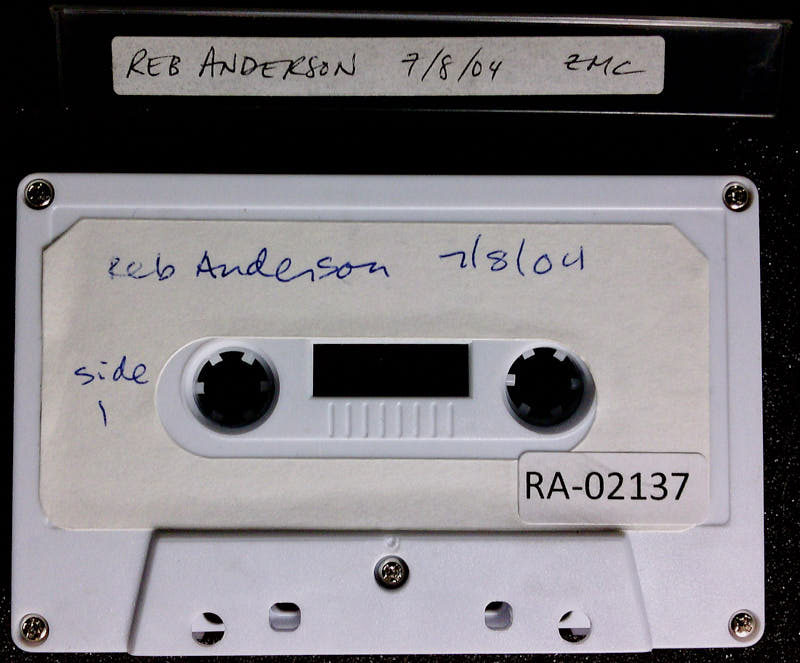 REB ANDERSON 7/8/04 ZMC
Reb Anderson 7/8/04
side
1
RA-02137